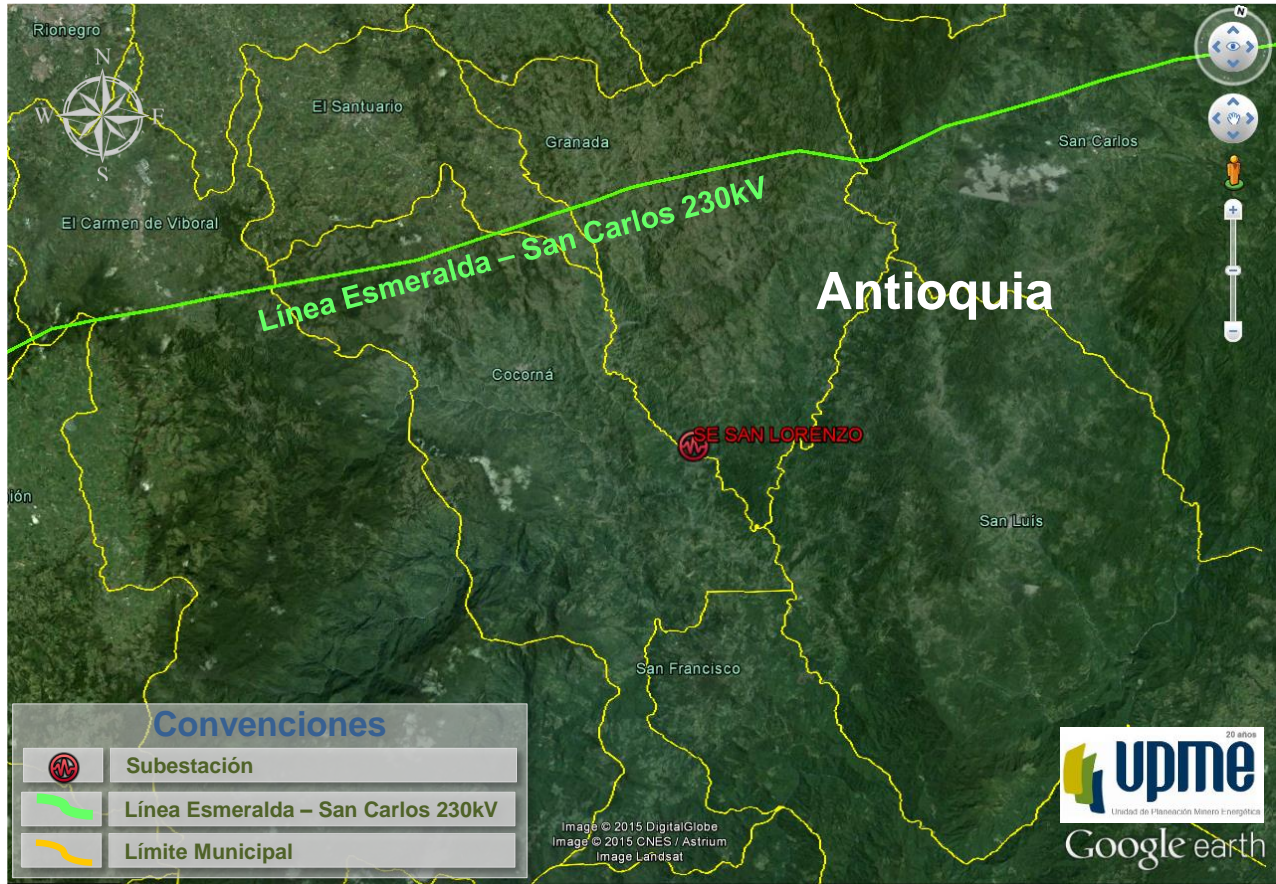 N
Rionegro
N
W
E
S
El Santuario
Granada
San Carlos
El Carmen de Viboral
Línea Esmeralda – San Carlos 230kV
Antioquia
Cocorná
SE SAN LORENZO
ión
San Luís
San Francisco
Convenciones
Subestación
Línea Esmeralda – San Carlos 230kV
Límite Municipal
Image © 2015 DigitalGlobe
Image © 2015 CNES / Astrium
Image Landsat
20 años
upme
Unidad de Planeación Minero Energética
Google earth